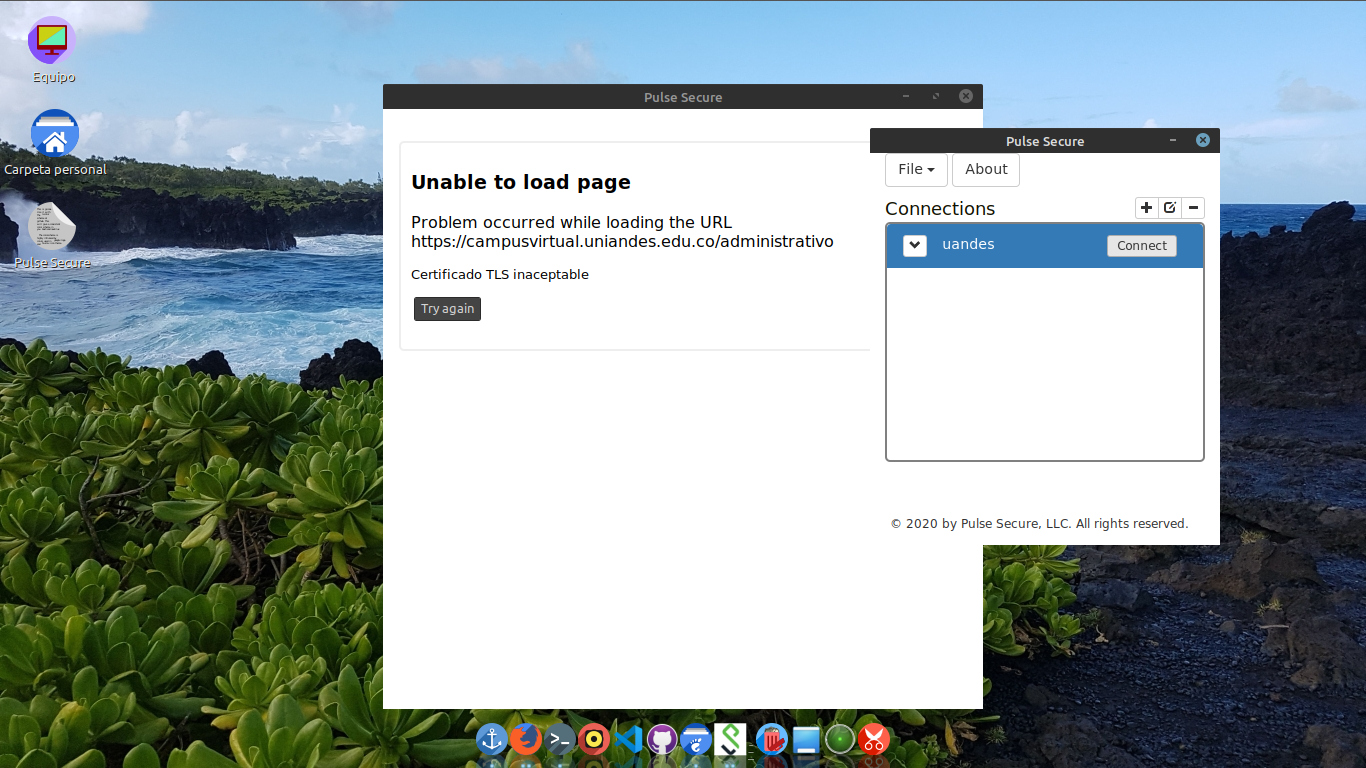 Equipo
Carpeta personal
Pulse Secure
Pulse Secure
Unable to load page
Problem occurred while loading the URL
https://campusvirtual.uniandes.edu.co/administrativo
Certificado TLS inaceptable
Try again
Pulse Secure
File
About
Connections
uandes
Connect
© 2020 by Pulse Secure, LLC. All rights reserved.